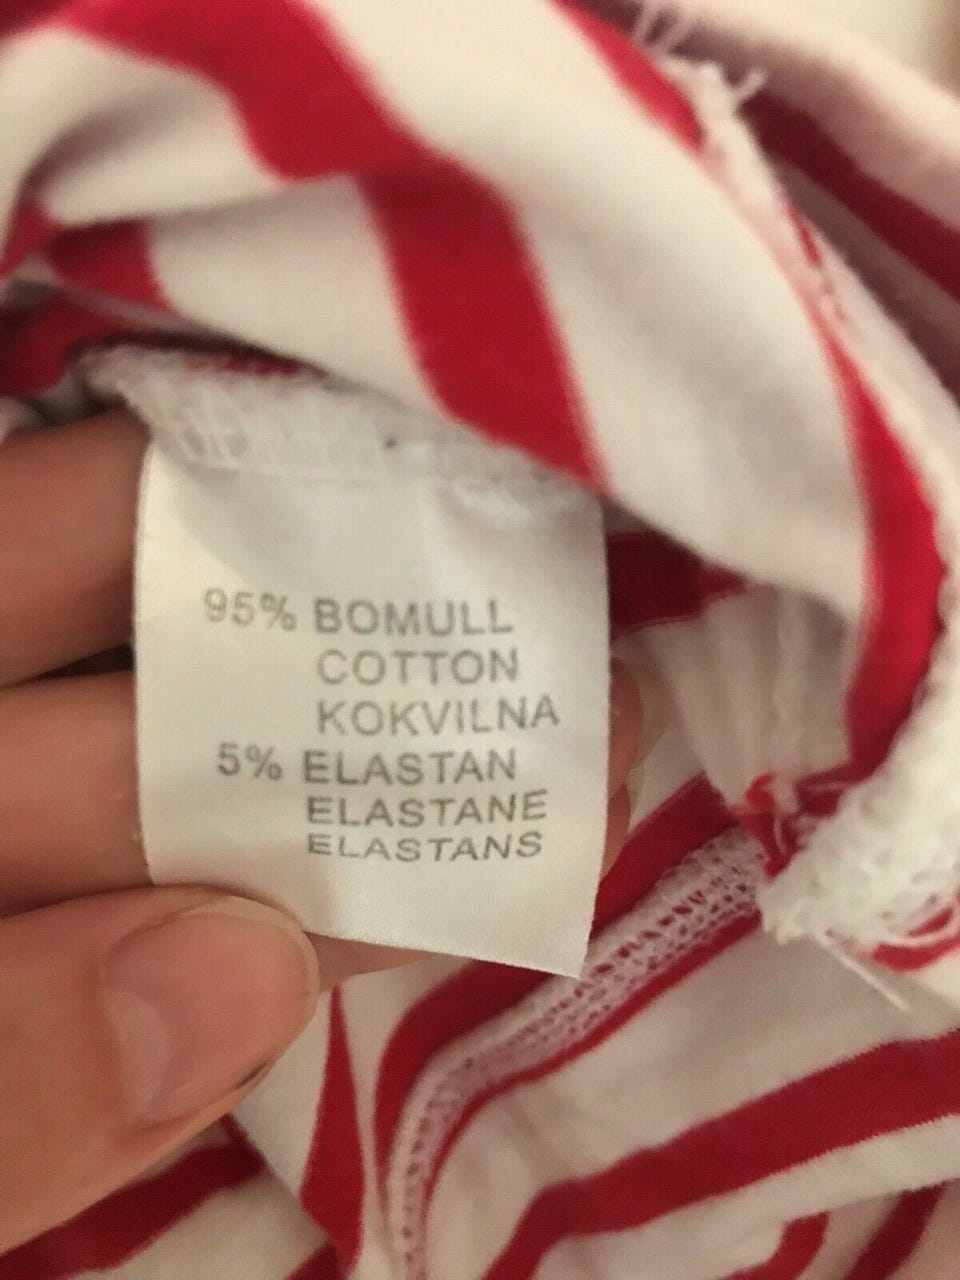 95% BOMULL
COTTON
KOKVILNA
5% ELASTAN
ELASTANE
ELASTANS